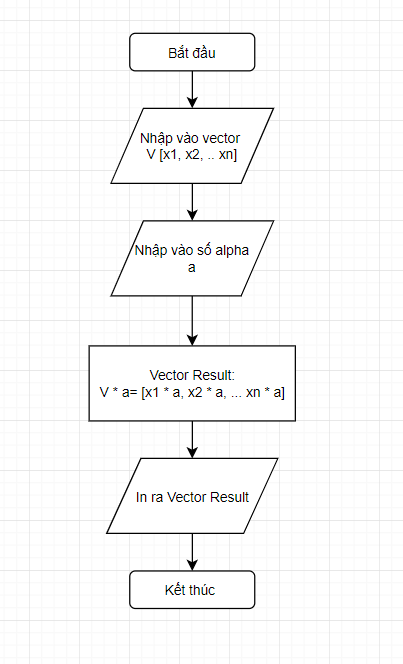 Bắt đầu
Nhập vào vector
V [x1, x2, .. xn]
Nhập vào số alpha
a
Vector Result:
V * a= [x1 * a, x2 * a, ... xn * a]
In ra Vector Result
Kết thúc